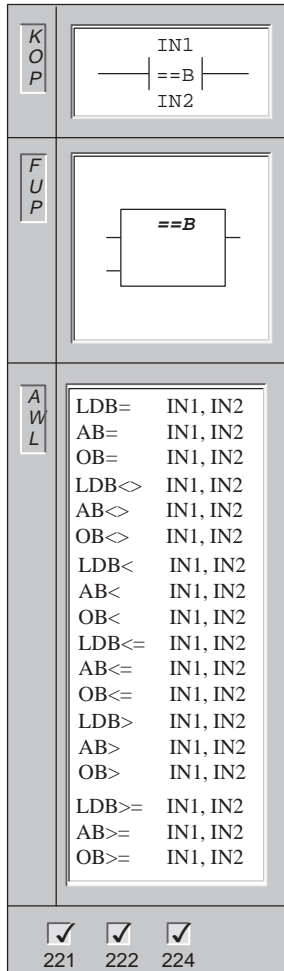 KOP
IN1
==B
IN2
FUP
==B
AWL
LDB= IN1, IN2
AB= IN1, IN2
OB= IN1, IN2
LDB<> IN1, IN2
AB<> IN1, IN2
OB<> IN1, IN2
LDB< IN1, IN2
AB< IN1, IN2
OB< IN1, IN2
LDB<= IN1, IN2
AB<= IN1, IN2
OB<= IN1, IN2
LDB> IN1, IN2
AB> IN1, IN2
OB> IN1, IN2
LDB>= IN1, IN2
AB>= IN1, IN2
OB>= IN1, IN2
221 222 224